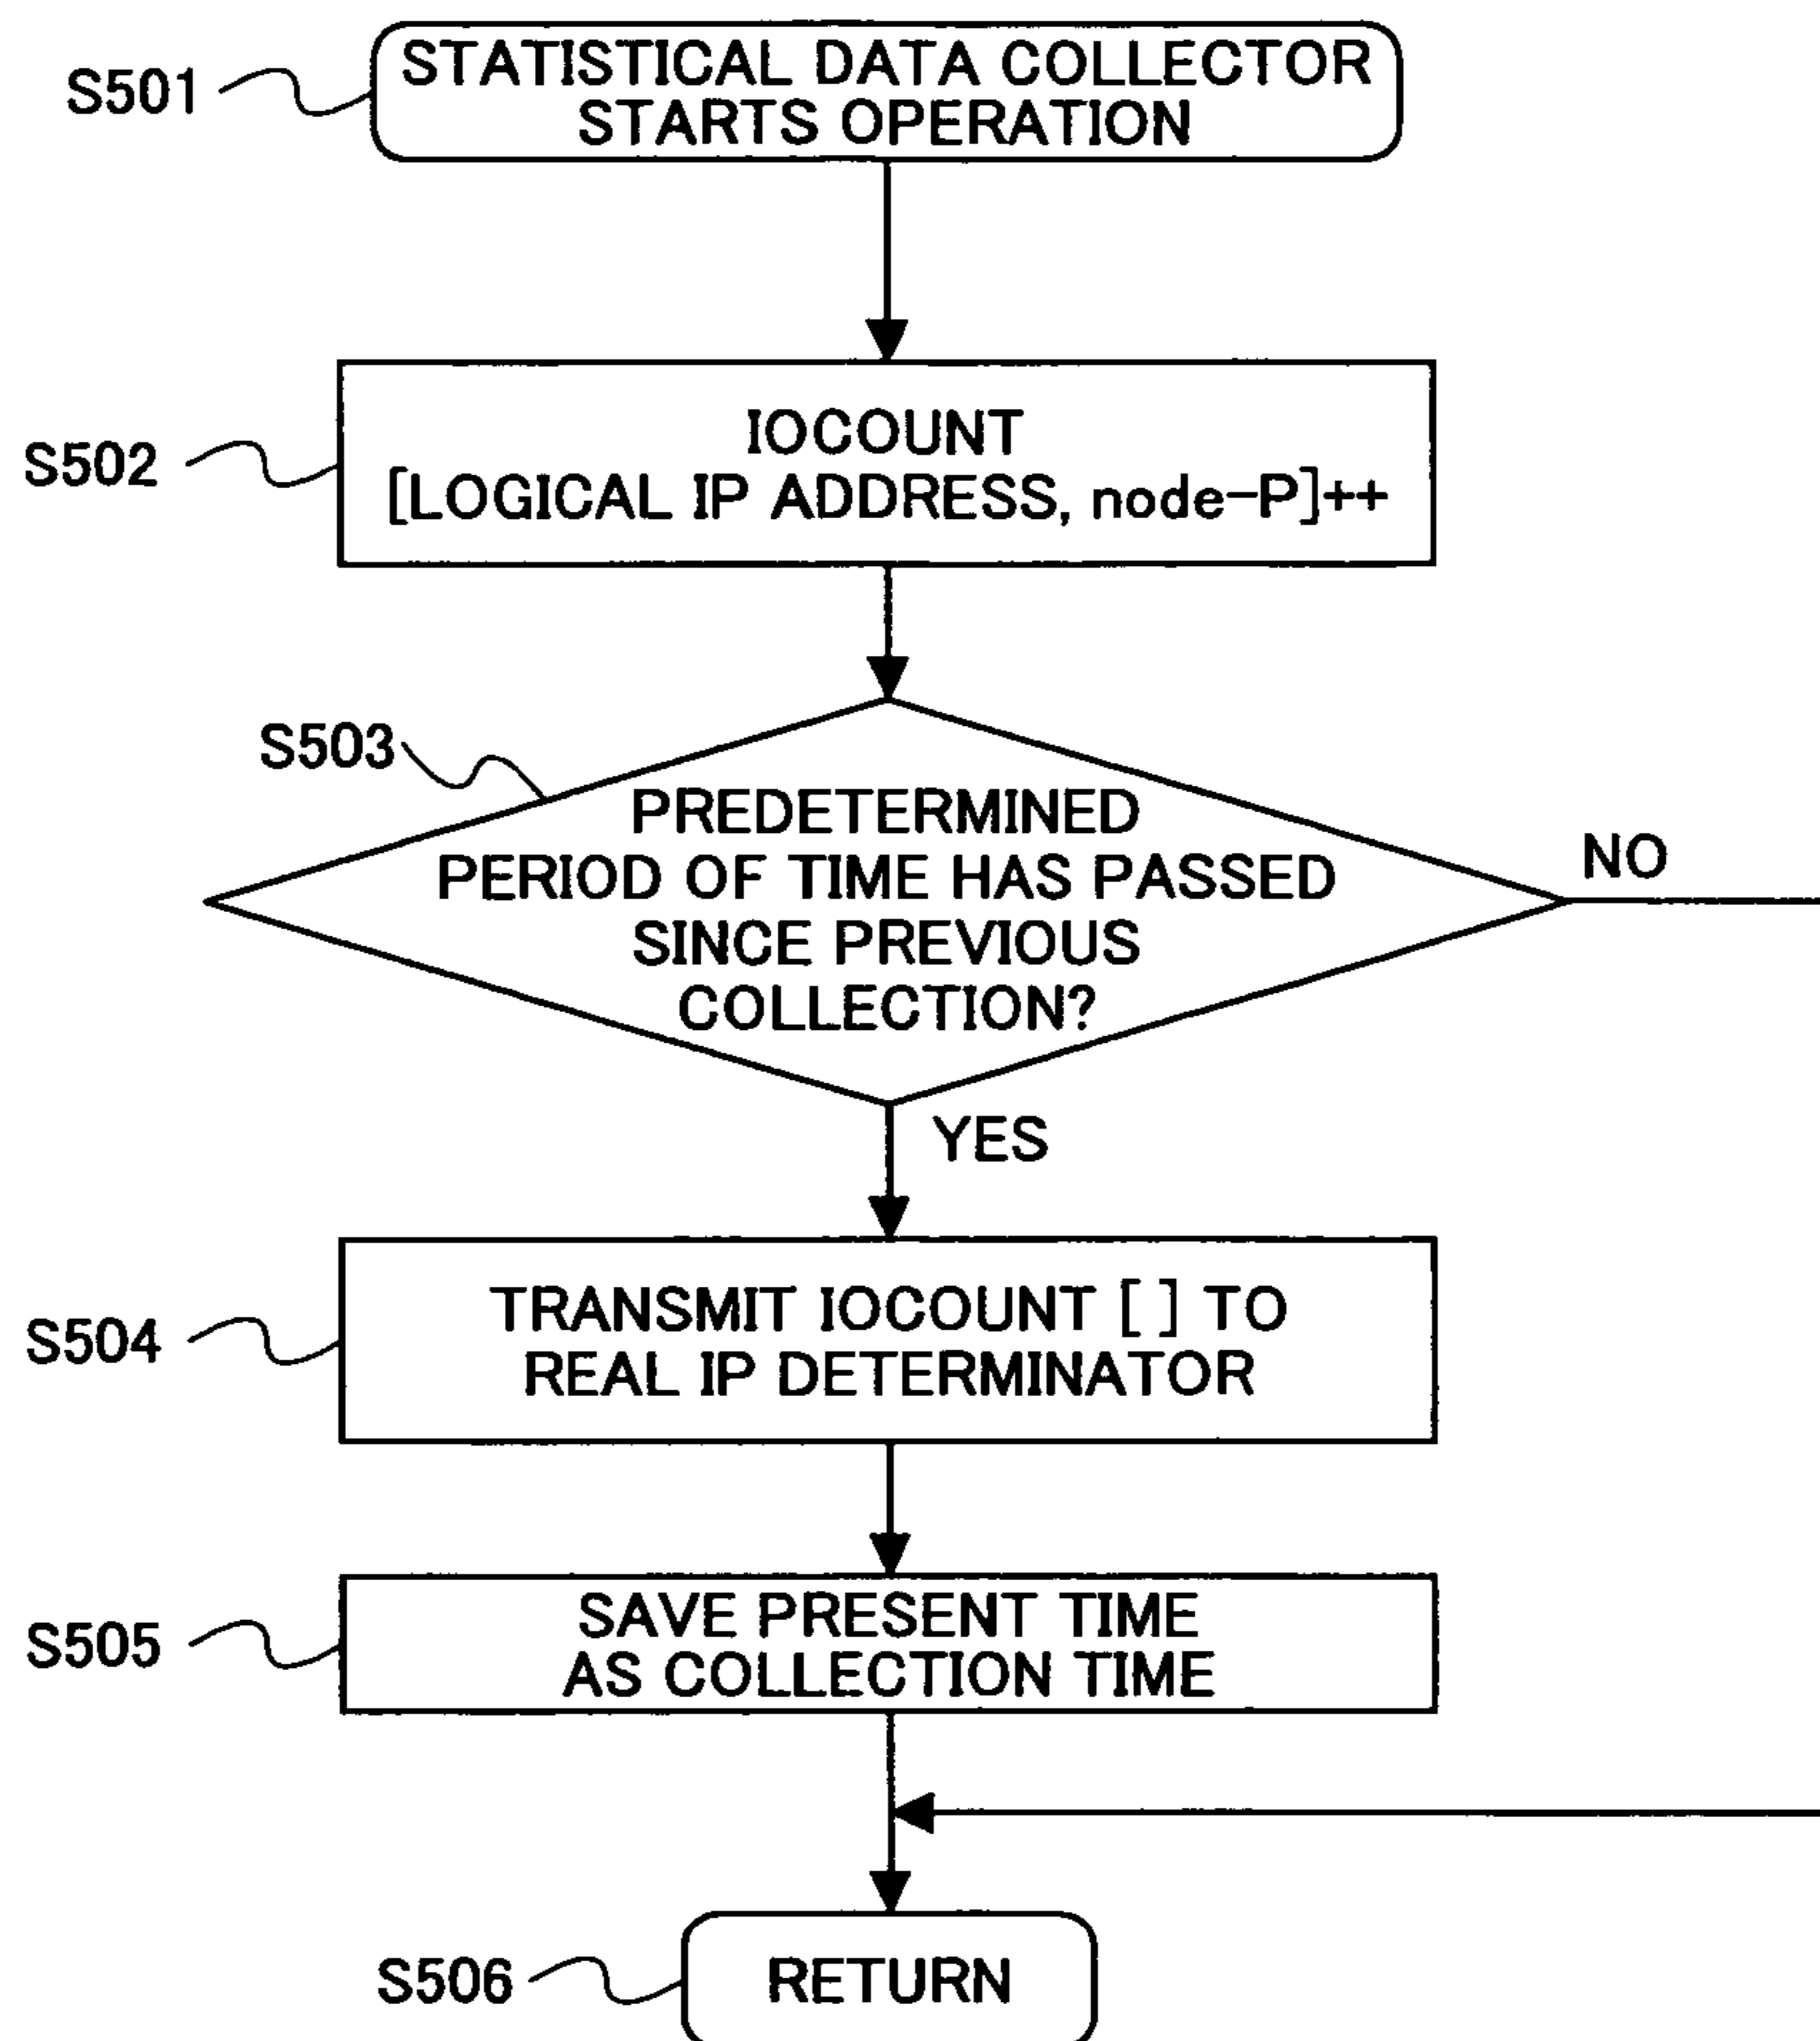 S501
STATISTICAL DATA COLLECTOR
STARTS OPERATION
S502
IOCOUNT
[LOGICAL IP ADDRESS, node-P]++
S503
PREDETERMINED
PERIOD OF TIME HAS PASSED
SINCE PREVIOUS
COLLECTION?
NO
YES
S504
TRANSMIT IOCOUNT [ ] TO
REAL IP DETERMINATOR
S505
SAVE PRESENT TIME
AS COLLECTION TIME
S506
RETURN